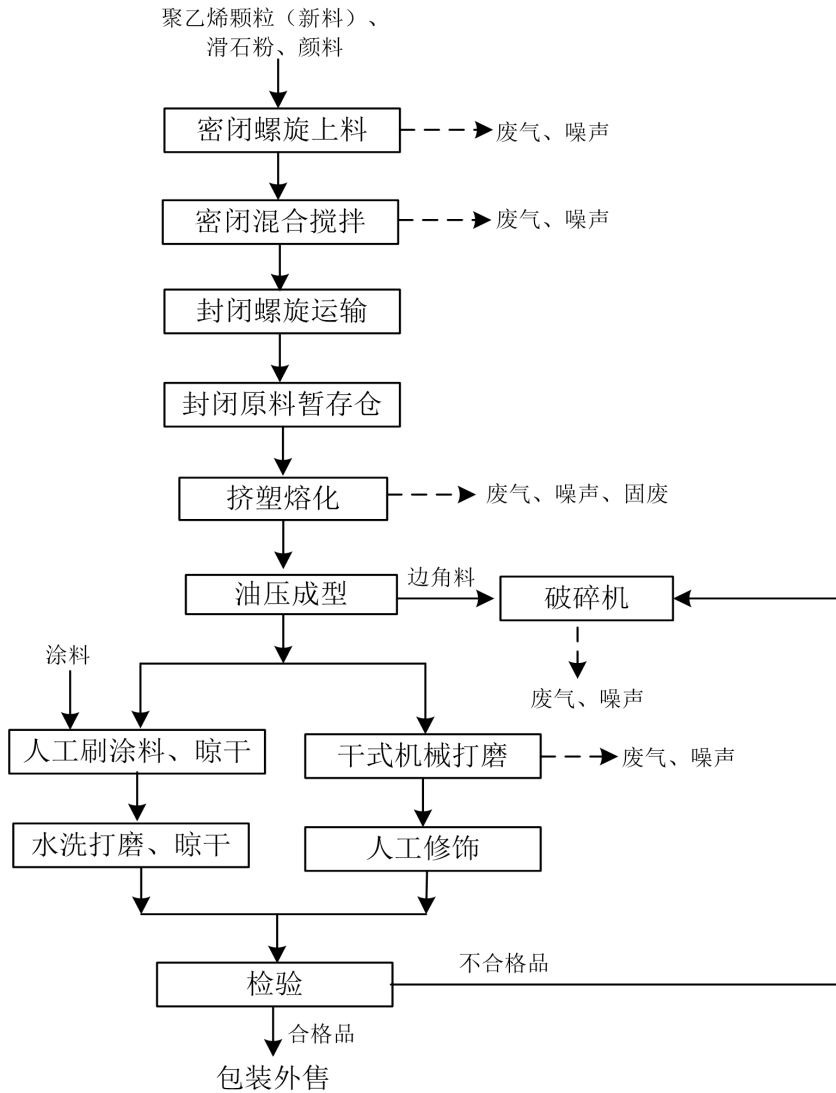 聚乙烯颗粒（新料）、
滑石粉、颜料
密闭螺旋上料
废气、噪声
密闭混合搅拌
废气、噪声
封闭螺旋运输
封闭原料暂存仓
挤塑熔化
废气、噪声、固废
油压成型
边角料
破碎机
废气、噪声
涂料
人工刷涂料、晾干
干式机械打磨
废气、噪声
水洗打磨、晾干
人工修饰
检验
不合格品
合格品
包装外售